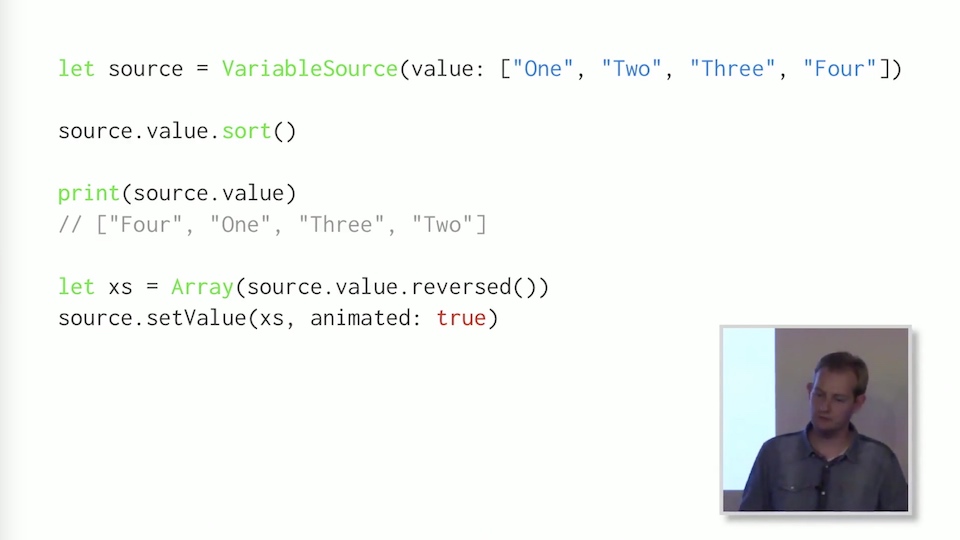 let source = VariableSource(value: ["One", "Two", "Three", "Four"])
source.value.sort()
print(source.value)
// ["Four", "One", "Three", "Two"]
let xs = Array(source.value.reversed())
source.setValue(xs, animated: true)